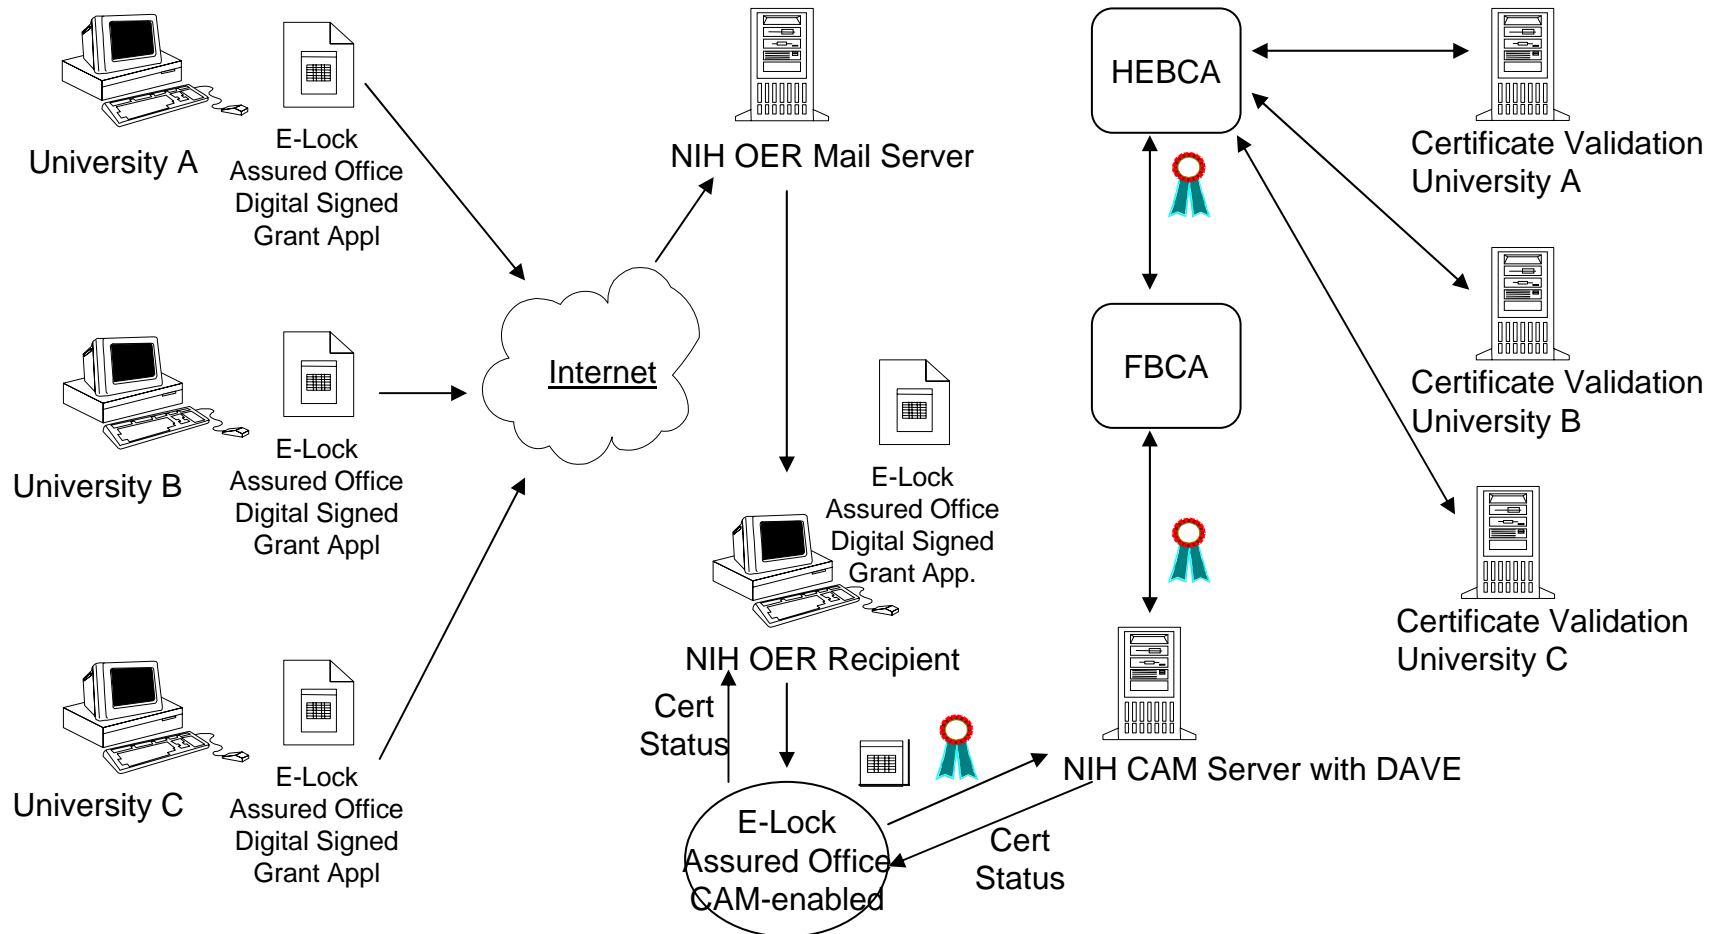 University A
E-Lock
Assured Office
Digital Signed
Grant Appl
University B
E-Lock
Assured Office
Digital Signed
Grant Appl
University C
E-Lock
Assured Office
Digital Signed
Grant Appl
Internet
NIH OER Mail Server
E-Lock
Assured Office
Digital Signed
Grant App.
NIH OER Recipient
Cert
Status
E-Lock
Assured Office
CAM-enabled
Cert
Status
NIH CAM Server with DAVE
HEBCA
FBCA
Certificate Validation
University A
Certificate Validation
University B
Certificate Validation
University C